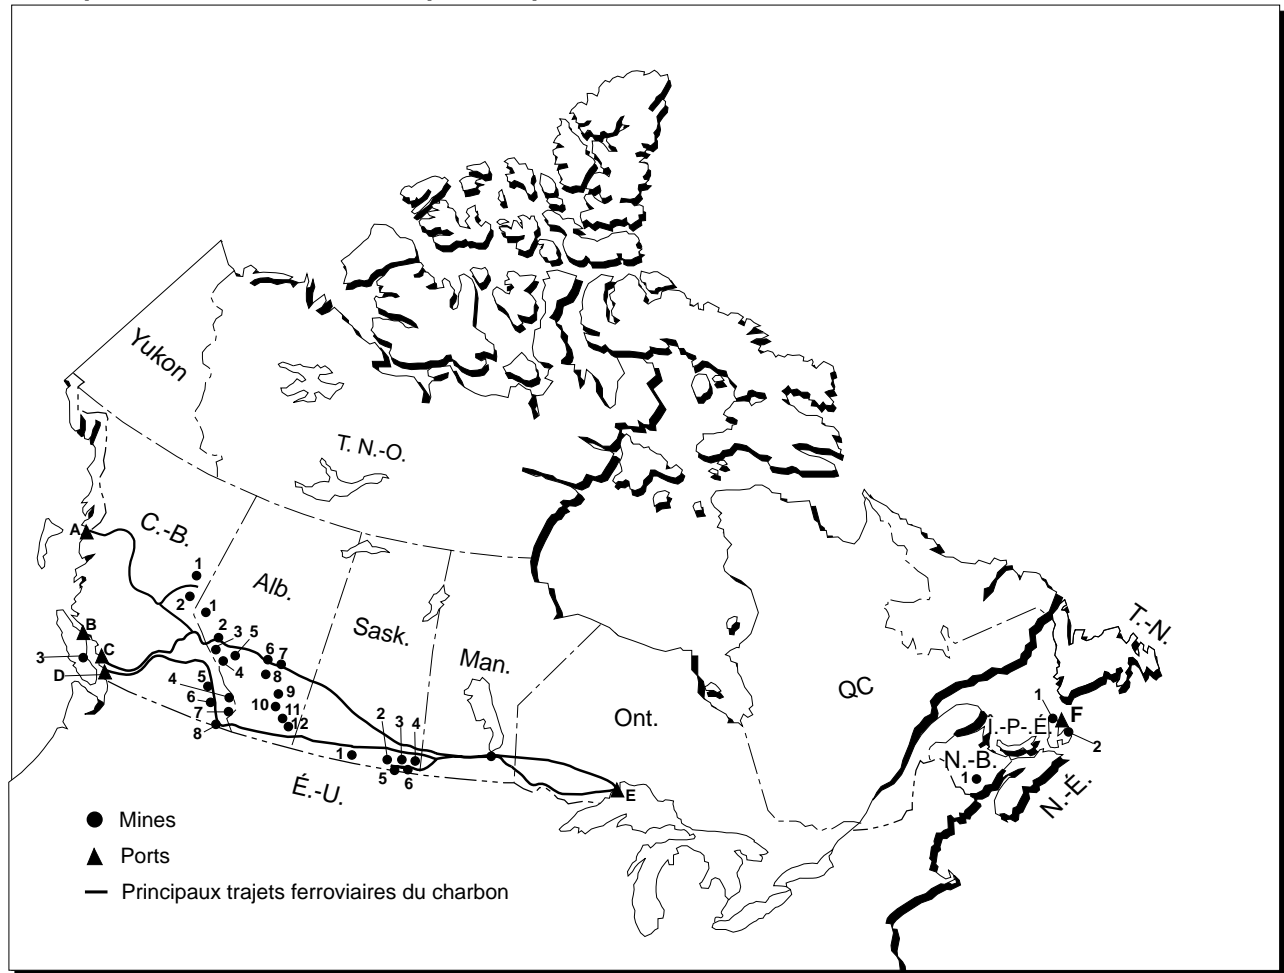 Yukon
T. N.-O.
C.-B.
A
1
Alb.
2
1
B
2
3
5
Sask.
T.-N.
3
C
4
6
7
Man.
D
8
QC
5
4
9
6
10
1
F
7
11
Ont.
Î.-P-.É.
12
2
3
4
2
8
1
N.-B.
5
6
1
É.-U.
E
N.-É.
Mines
Ports
Principaux trajets ferroviaires du charbon